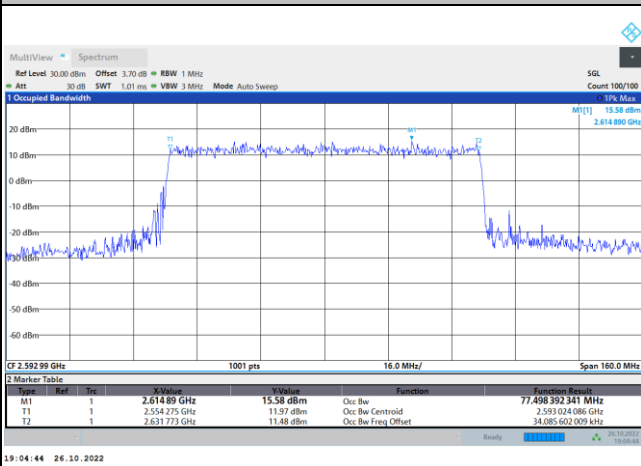 MultiView Spectrum
Ref Level 30.00 dBm Offset 3.70 dB RBW 1 MHz SGL
Att 30 dB SWT 1.01 ms VBW 3 MHz Mode Auto Sweep Count 100/100
1 Occupied Bandwidth 1Pk Max
M1[1] 15.58 dBm
2.614 890 GHz
20 dBm
T1 M1 T2
10 dBm
0 dBm
-10 dBm
-20 dBm
-30 dBm
-40 dBm
-50 dBm
-60 dBm
CF 2.592 99 GHz 1001 pts 16.0 MHz/ Span 160.0 MHz
2 Marker Table
Type Ref Trc X-Value Y-Value Function Function Result
M1 1 2.614 89 GHz 15.58 dBm Occ Bw 77.498 392 341 MHz
T1 1 2.554 275 GHz 11.97 dBm Occ Bw Centroid 2.593 024 086 GHz
T2 1 2.631 773 GHz 11.48 dBm Occ Bw Freq Offset 34.085 602 009 kHz
Ready 26.10.2022
19:04:44
19:04:44 26.10.2022